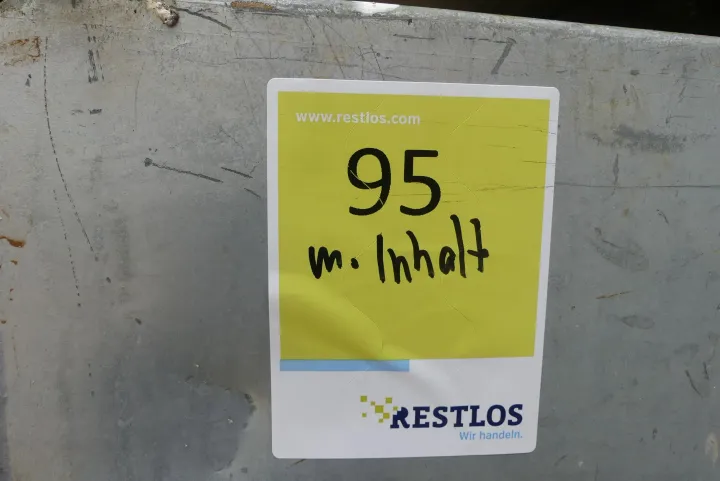 www.restlos.com
95
m. Inhalt
RESTLOS
Wir handeln.